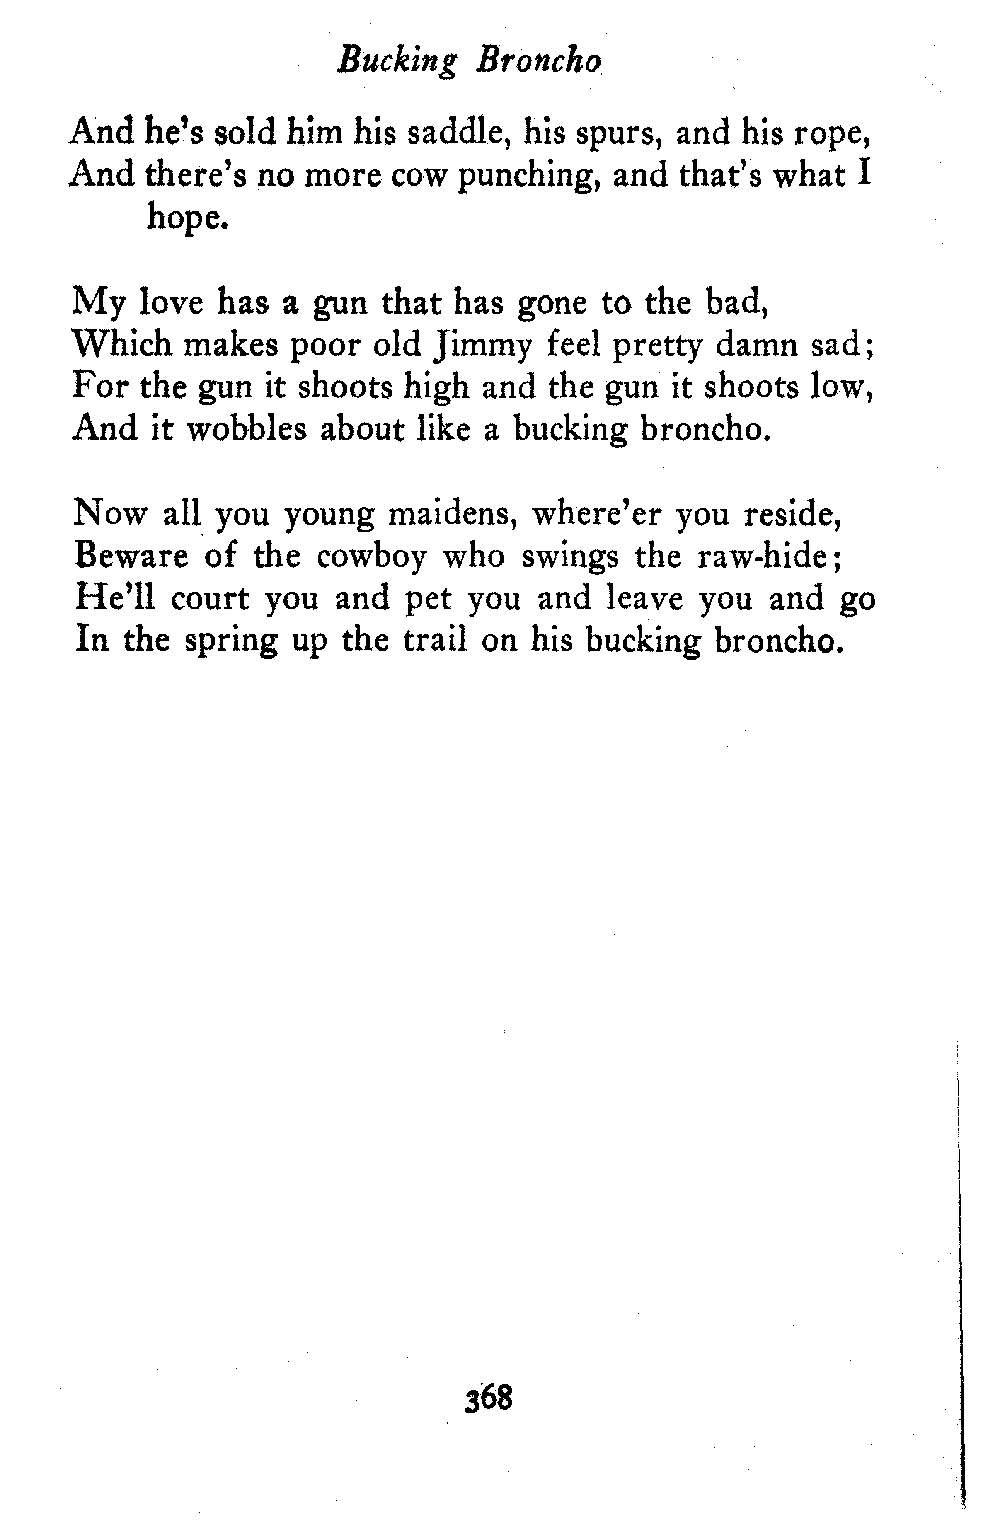 Bucking Broncho
And he's sold him his saddle, his spurs, and his rope,
And there's no more cow punching, and that's what I
hope.
My love has a gun that has gone to the bad,
Which makes poor old Jimmy feel pretty damn sad;
For the gun it shoots high and the gun it shoots low,
And it wobbles about like a bucking broncho.
Now all you young maidens, where'er you reside,
Beware of the cowboy who swings the raw-hide;
He'll court you and pet you and leave you and go
In the spring up the trail on his bucking broncho.
368